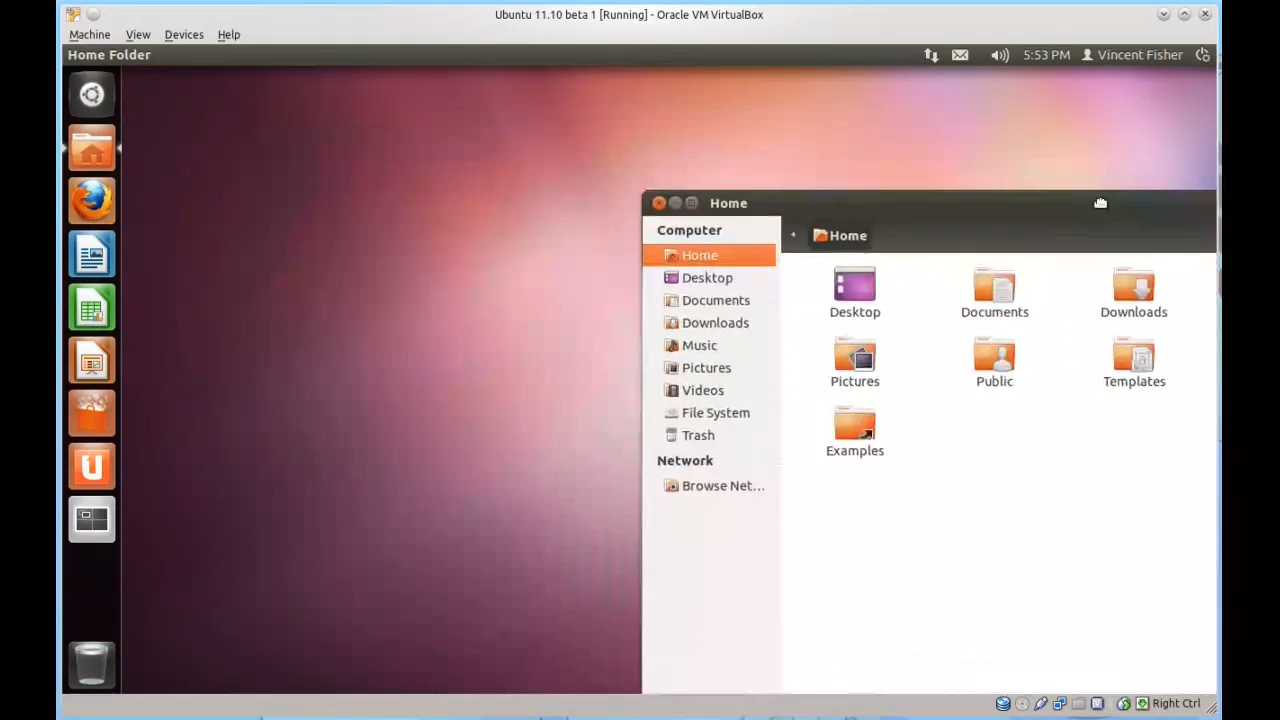 Ubuntu 11.10 beta 1 [Running] - Oracle VM VirtualBox
Machine View Devices Help
Home Folder 5:53 PM Vincent Fisher
Home
Computer
Home
Home
Desktop
Documents
Downloads
Music
Pictures
Videos
File System
Trash
Network
Browse Net...
Desktop Documents Downloads
Pictures Public Templates
Examples
Right Ctrl